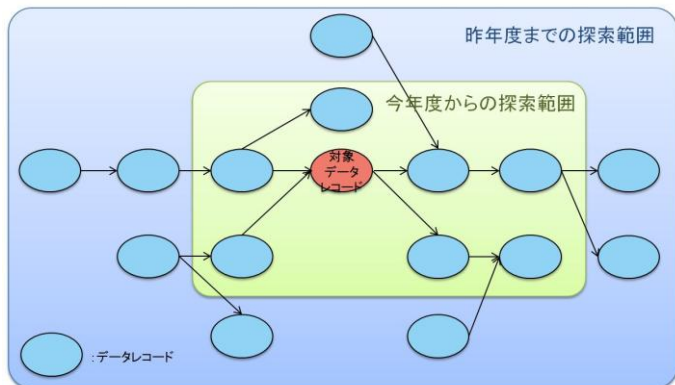 昨年度までの探索範囲
今年度からの探索範囲
対象
データ
レコード
:データレコード